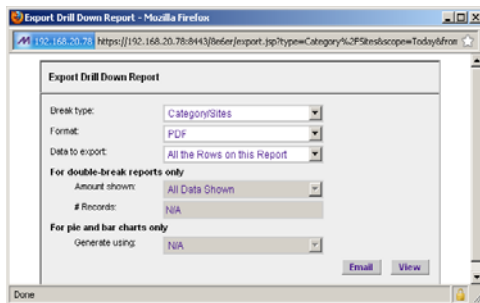 Export Drill Down Report - Mozilla Firefox
192.168.20.78 https://192.168.20.78:8443/8e6er/export.jsp?type=Category%2FSites&scope=Today&from
Export Drill Down Report
Break type: Category/Sites
Format: PDF
Data to export: All the Rows on this Report
For double-break reports only
Amount shown: All Data Shown
# Records: N/A
For pie and bar charts only
Generate using: N/A
Email View
Done